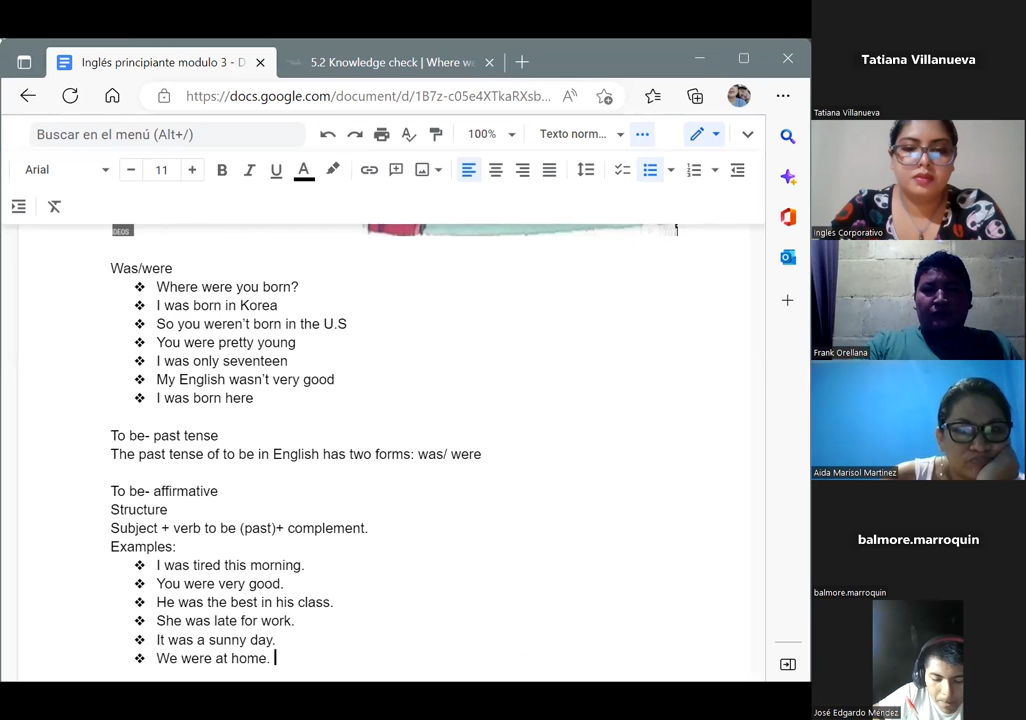 Tatiana Villanueva
Inglés principiante modulo 3 - D
5.2 Knowledge check | Where we
https://docs.google.com/document/d/1B7z-c05e4XTkaRXsb...
Tatiana Villanueva
Buscar en el menú (Alt+/)
100%
Texto norm...
Arial
11
B I U A
Inglés Corporativo
DEOS
Was/were
❖ Where were you born?
❖ I was born in Korea
❖ So you weren't born in the U.S
❖ You were pretty young
Frank Orellana
❖ I was only seventeen
❖ My English wasn't very good
❖ I was born here
To be- past tense
The past tense of to be in English has two forms: was/ were
Aida Marisol Martinez
To be- affirmative
Structure
Subject + verb to be (past)+ complement.
balmore.marroquin
Examples:
❖ I was tired this morning.
❖ You were very good.
balmore.marroquin
❖ He was the best in his class.
❖ She was late for work.
❖ It was a sunny day.
❖ We were at home.
José Edgardo Méndez